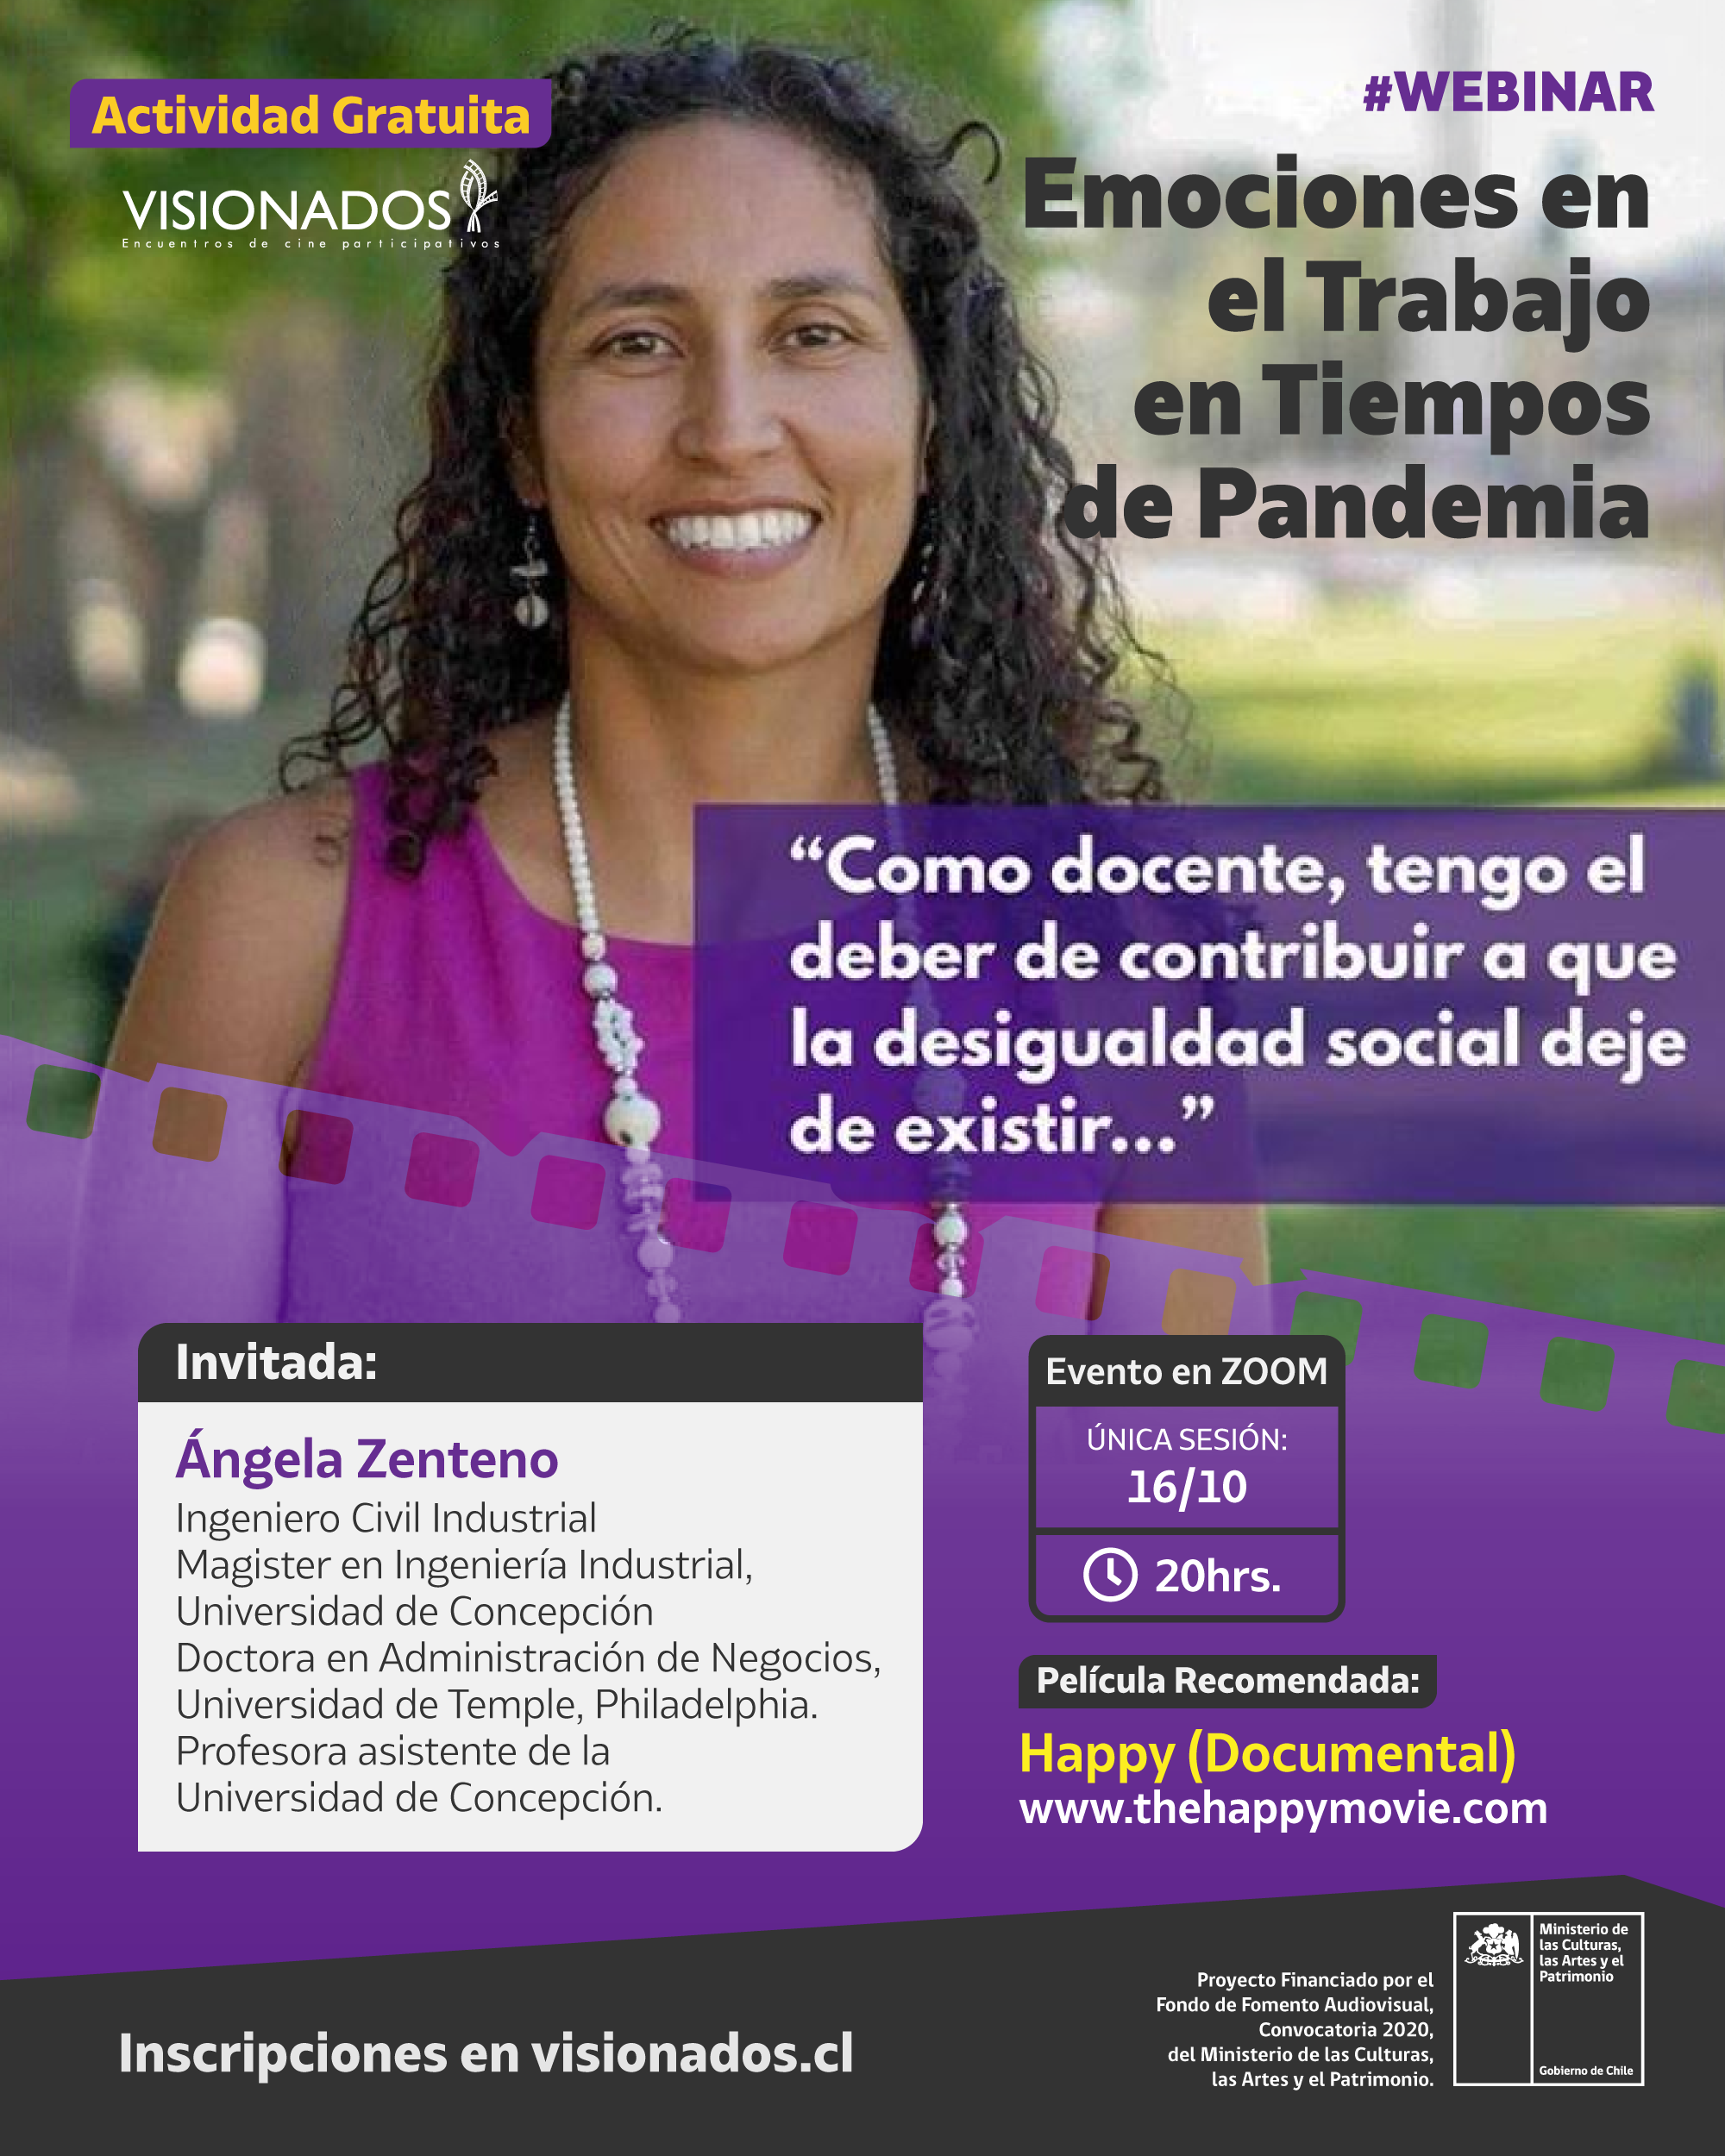 Actividad Gratuita
VISIONADOS
Encuentros de cine participativos
#WEBINAR
Emociones en
el Trabajo
en Tiempos
de Pandemia
“Como docente, tengo el
deber de contribuir a que
la desigualdad social deje
de existir...”
Invitada:
Ángela Zenteno
Ingeniero Civil Industrial
Magister en Ingeniería Industrial,
Universidad de Concepción
Doctora en Administración de Negocios,
Universidad de Temple, Philadelphia.
Profesora asistente de la
Universidad de Concepción.
Evento en ZOOM
ÚNICA SESIÓN:
16/10
20hrs.
Película Recomendada:
Happy (Documental)
www.thehappymovie.com
Inscripciones en visionados.cl
Proyecto Financiado por el
Fondo de Fomento Audiovisual,
Convocatoria 2020,
del Ministerio de las Culturas,
las Artes y el Patrimonio.
Ministerio de
las Culturas,
las Artes y el
Patrimonio
Gobierno de Chile